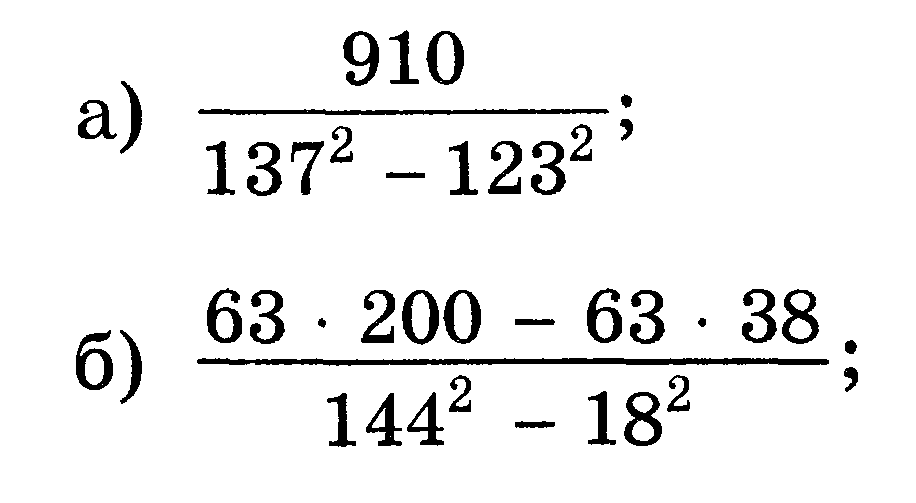 а) 910 / (137² – 123²);
б) (63 · 200 – 63 · 38) / (144² – 18²);